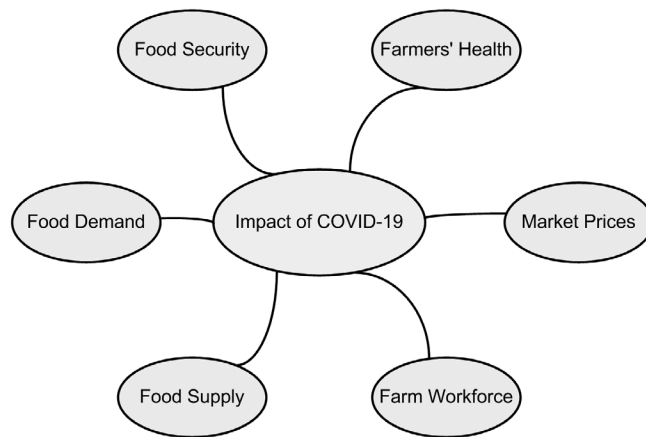 Food Security
Farmers' Health
Food Demand
Impact of COVID-19
Market Prices
Food Supply
Farm Workforce